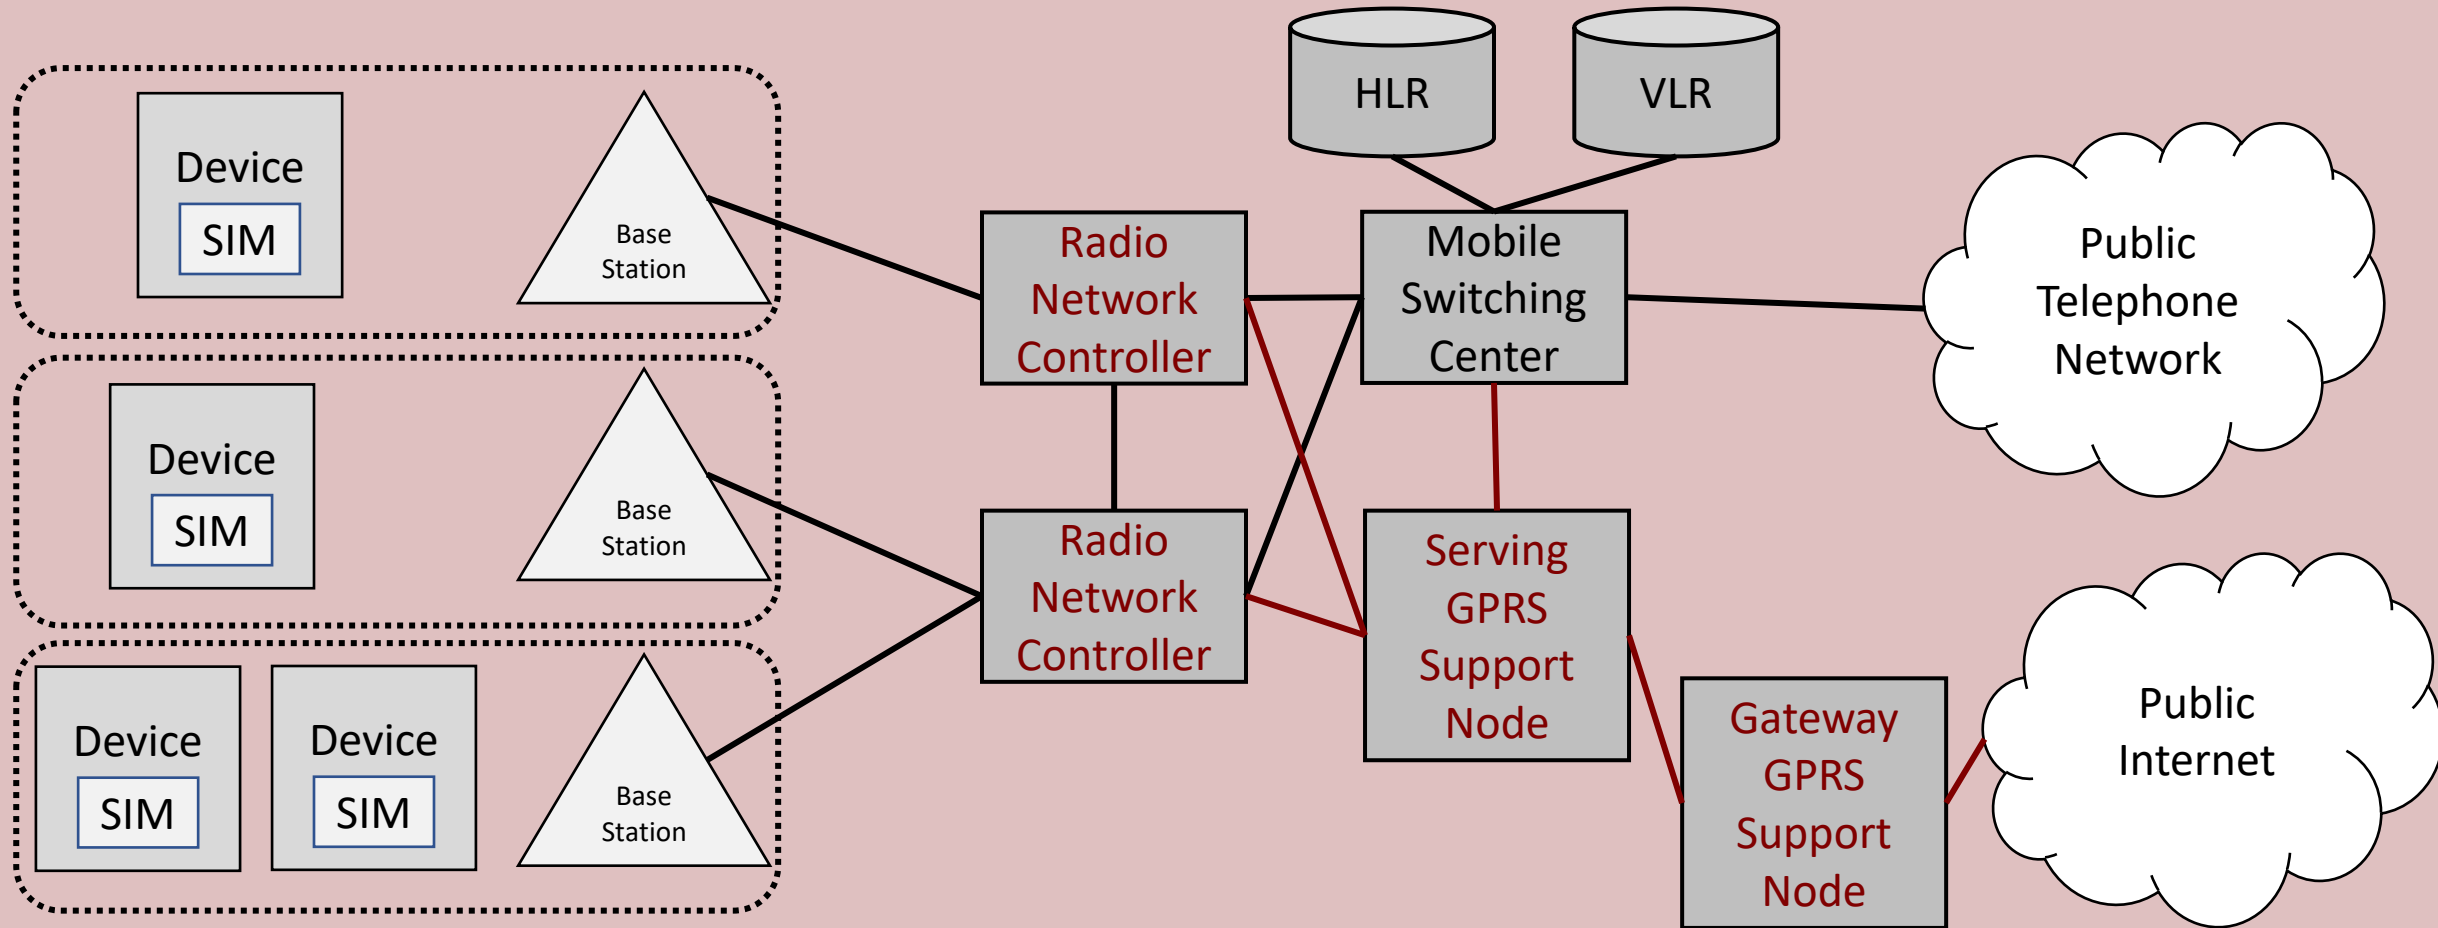 HLR
VLR
Device
SIM
Base
Station
Radio
Network
Controller
Mobile
Switching
Center
Public
Telephone
Network
Device
SIM
Base
Station
Radio
Network
Controller
Serving
GPRS
Support
Node
Device
SIM
Device
SIM
Base
Station
Gateway
GPRS
Support
Node
Public
Internet